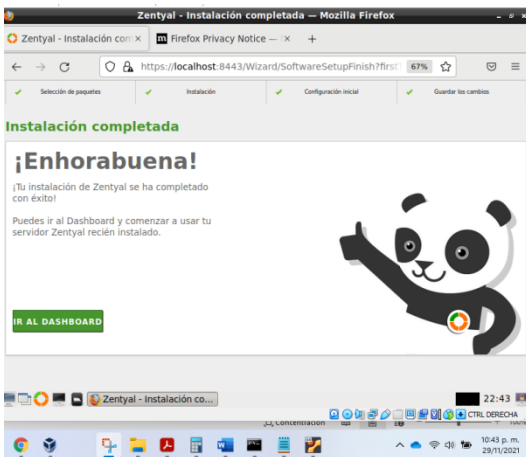 Zentyal - Instalación completada — Mozilla Firefox
Zentyal - Instalación com
Firefox Privacy Notice —
https://localhost:8443/Wizard/SoftwareSetupFinish?first
67%
Selección de paquetes
Instalación
Configuración inicial
Guardar los cambios
Instalación completada
¡Enhorabuena!
¡Tu instalación de Zentyal se ha completado
con éxito!
Puedes ir al Dashboard y comenzar a usar tu
servidor Zentyal recién instalado.
IR AL DASHBOARD
Zentyal - Instalación co...
22:43
CTRL DERECHA
Concentración
100%
10:43 p. m.
29/11/2021